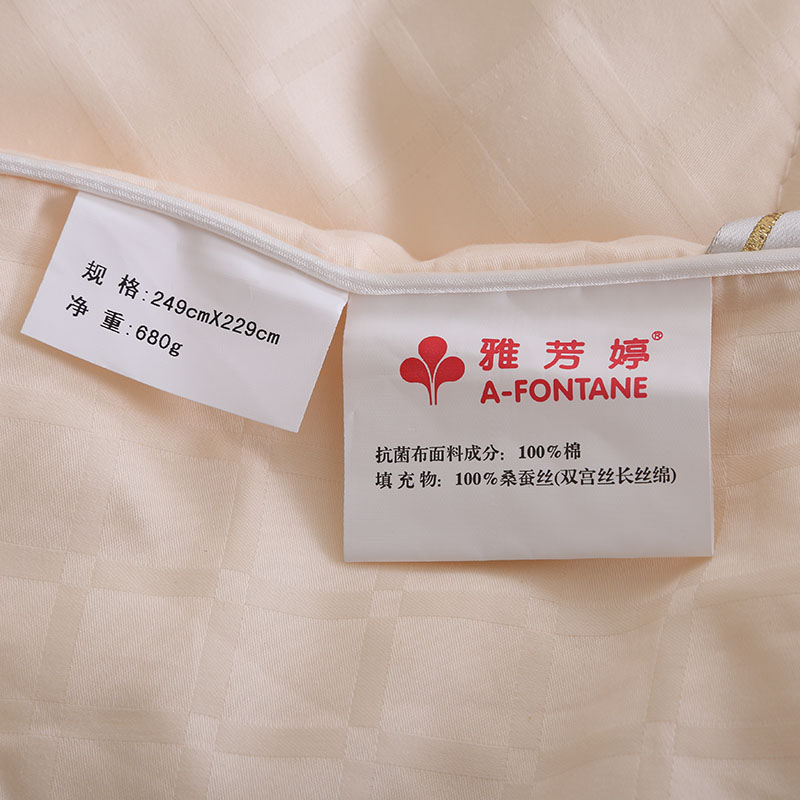 规 格:249cmX229cm
净 重:680g
雅芳婷®
A-FONTANE
抗菌布面料成分: 100%棉
填 充 物: 100%桑蚕丝(双宫丝长丝绵)